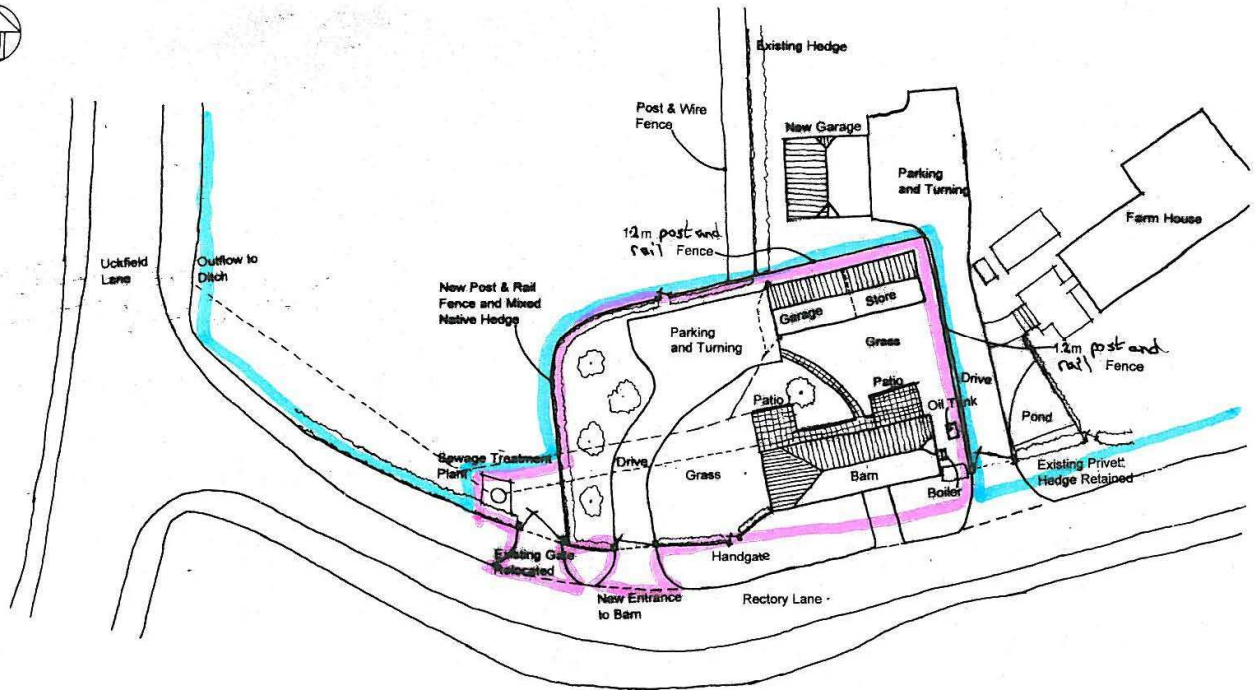 Existing Hedge
Post & Wire
Fence
New Garage
Parking
and Turning
Farm House
12m post and
rail Fence
Uckfield
Lane
Outflow to
Ditch
New Post & Rail
Fence and Mixed
Native Hedge
Parking
and Turning
Garage
Store
Grass
1.2m post and
rail Fence
Patio
Patio
Drive
Oil Tank
Pond
Sewage Treatment
Plant
Drive
Grass
Barn
Boiler
Existing Privet
Hedge Retained
Existing Gate
Relocated
Handgate
New Entrance
to Barn
Rectory Lane